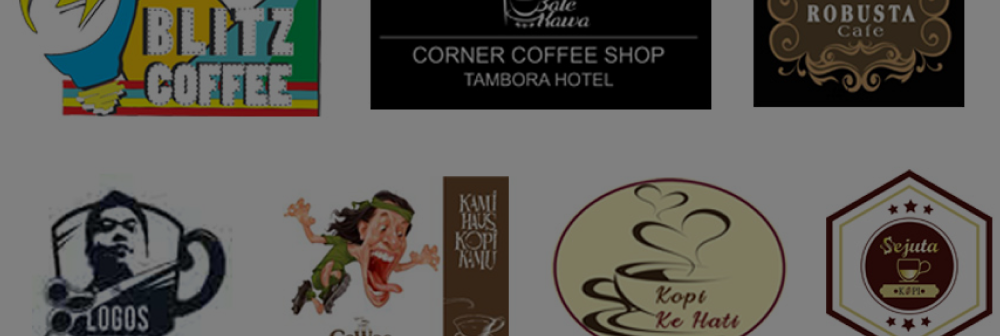 BLITZ
COFFEE
Bale
Kawa
CORNER COFFEE SHOP
TAMBORA HOTEL
ROBUSTA
Cafe
LOGOS
KAMI
HAUS
KOPI
KAMU
Kopi
Ke Hati
Sejuta
KOPI